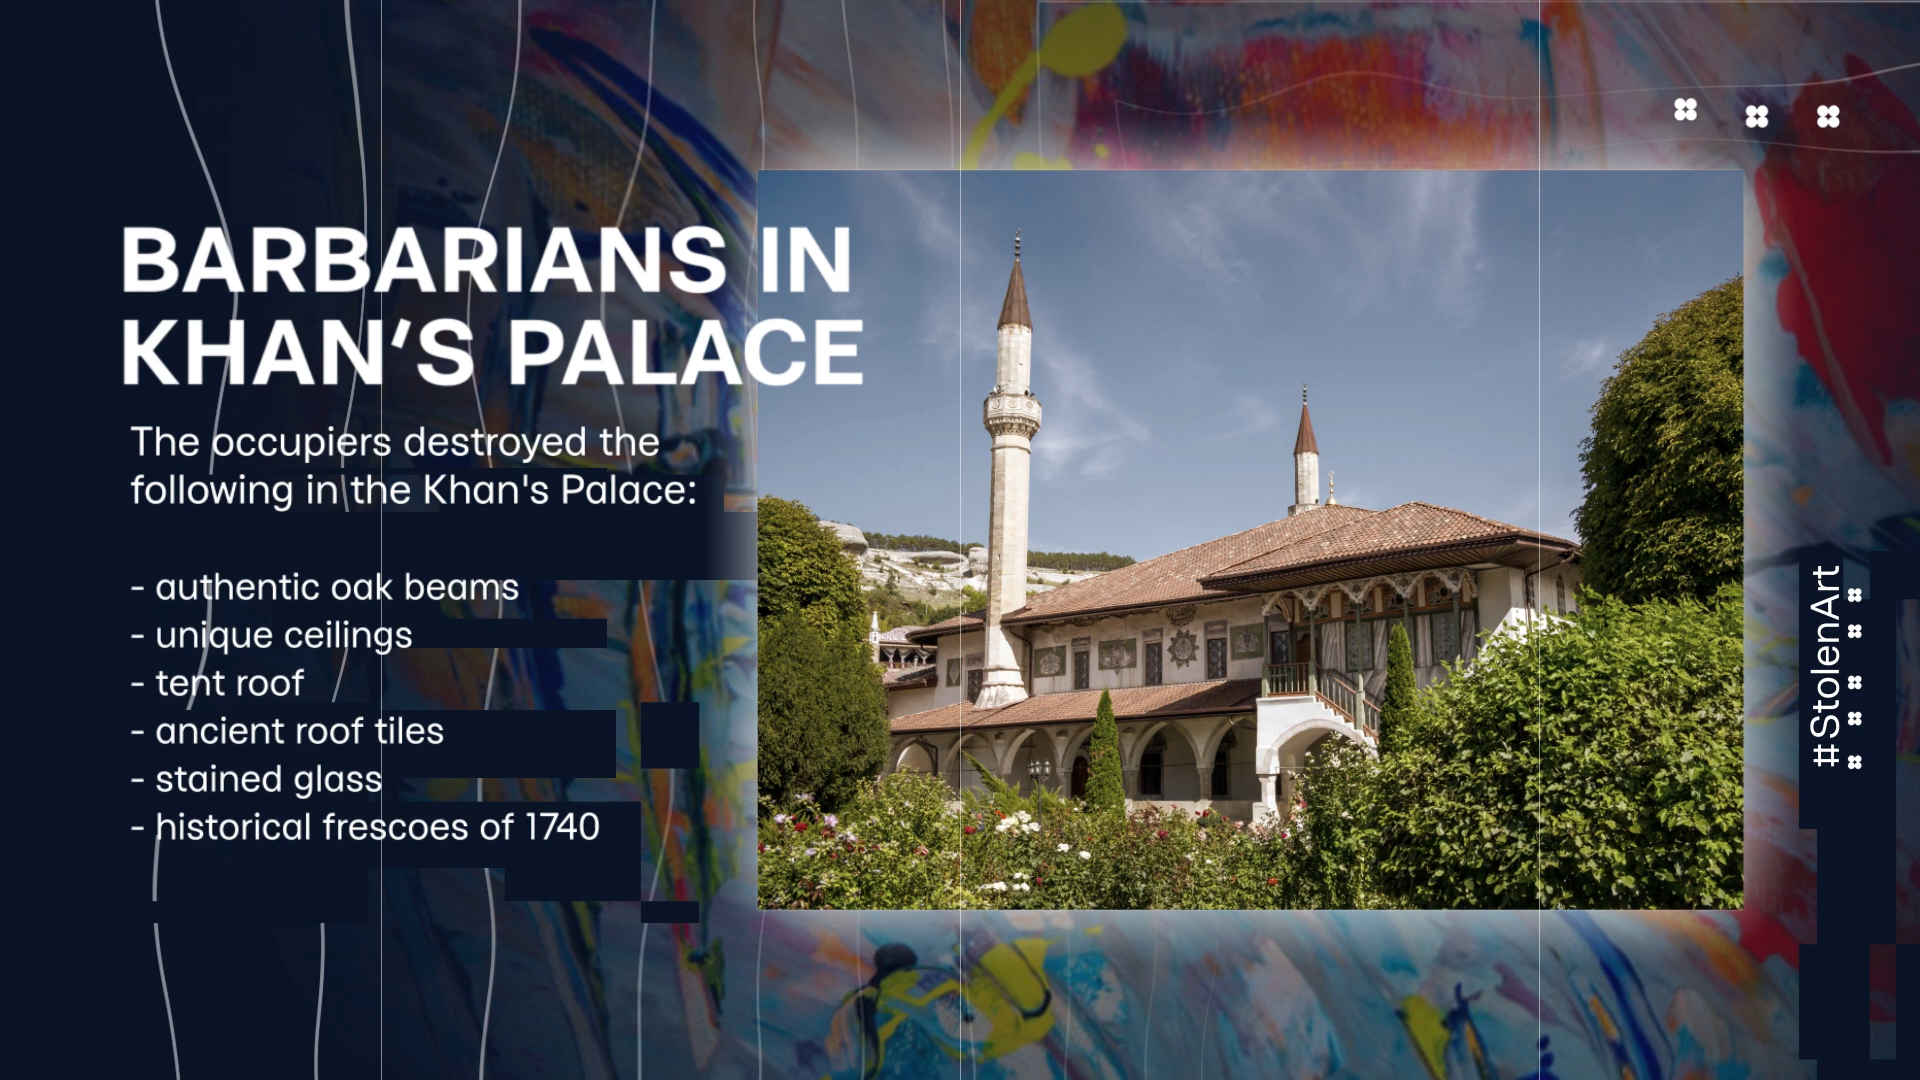 BARBARIANS IN
KHAN’S PALACE
The occupiers destroyed the
following in the Khan's Palace:
- authentic oak beams
- unique ceilings
- tent roof
- ancient roof tiles
- stained glass
- historical frescoes of 1740
#StolenArt